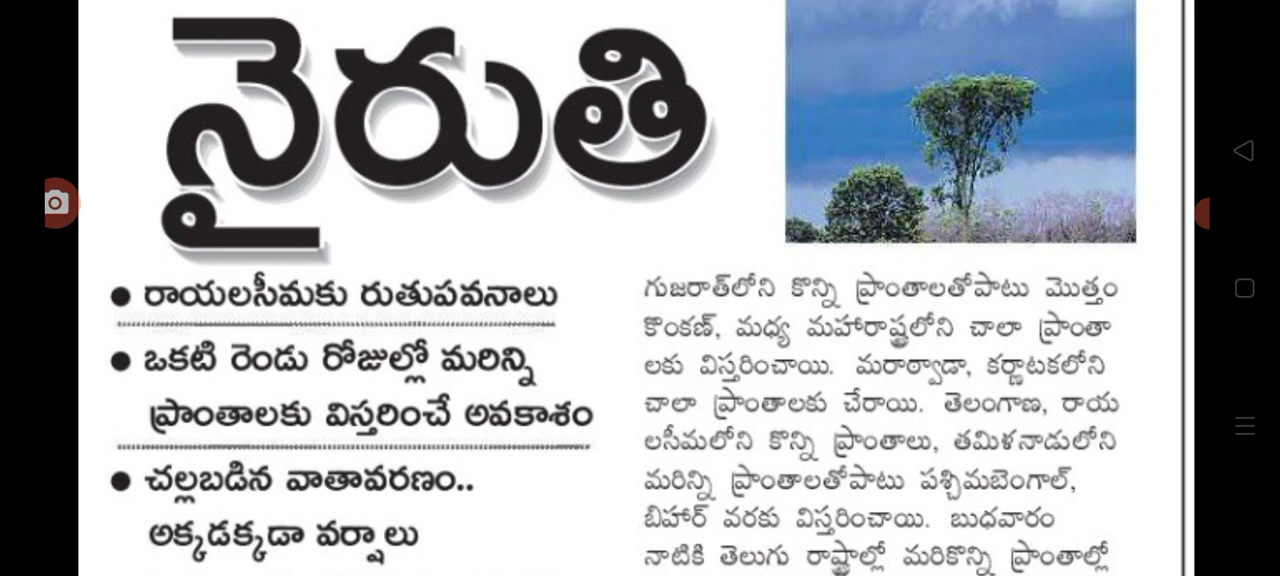 నైరుతి
● రాయలసీమకు రుతుపవనాలు
● ఒకటి రెండు రోజుల్లో మరిన్ని
ప్రాంతాలకు విస్తరించే అవకాశం
● చల్లబడిన వాతావరణం..
అక్కడక్కడా వర్షాలు
గుజరాత్‌లోని కొన్ని ప్రాంతాలతోపాటు మొత్తం
కొంకణ్, మధ్య మహారాష్ట్రలోని చాలా ప్రాంతా
లకు విస్తరించాయి. మరాఠ్వాడా, కర్ణాటకలోని
చాలా ప్రాంతాలకు చేరాయి. తెలంగాణ, రాయ
లసీమలోని కొన్ని ప్రాంతాలు, తమిళనాడులోని
మరిన్ని ప్రాంతాలతోపాటు పశ్చిమబెంగాల్,
బిహార్ వరకు విస్తరించాయి. బుధవారం
నాటికి తెలుగు రాష్ట్రాల్లో మరికొన్ని ప్రాంతాల్లో